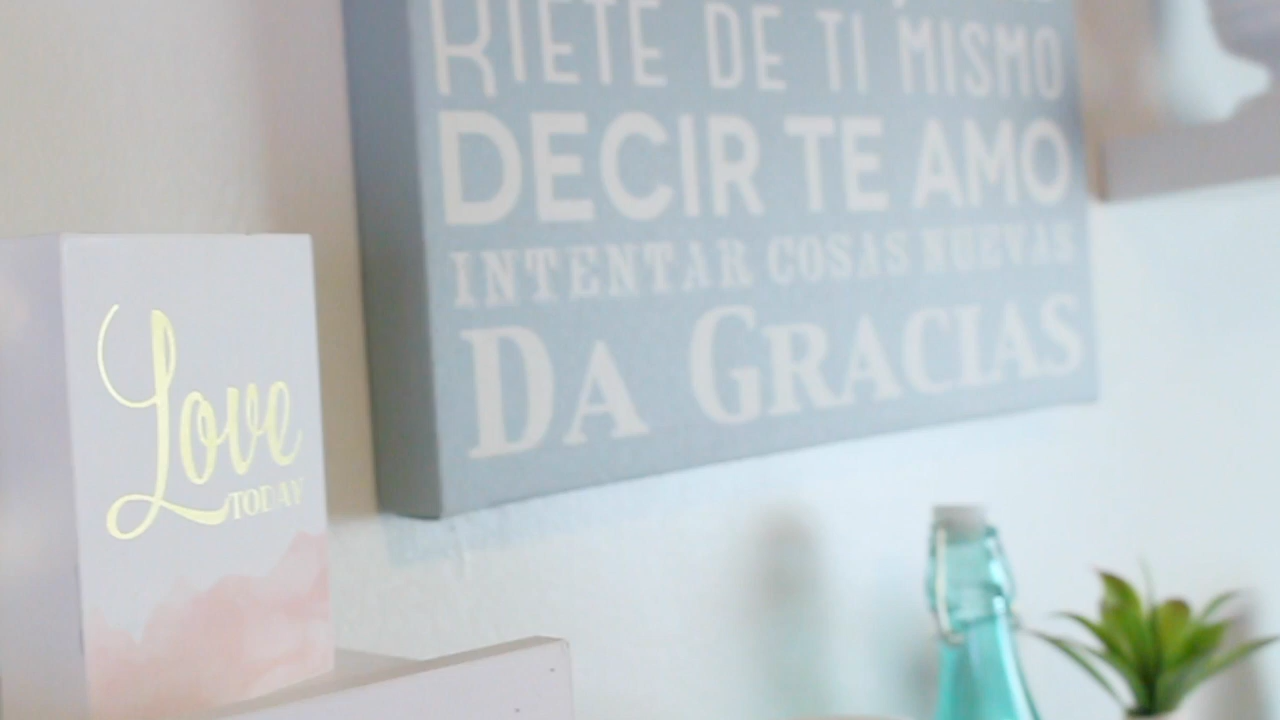 RIETE DE TI MISMO
DECIR TE AMO
INTENTAR COSAS NUEVAS
DA GRACIAS
Love
TODAY